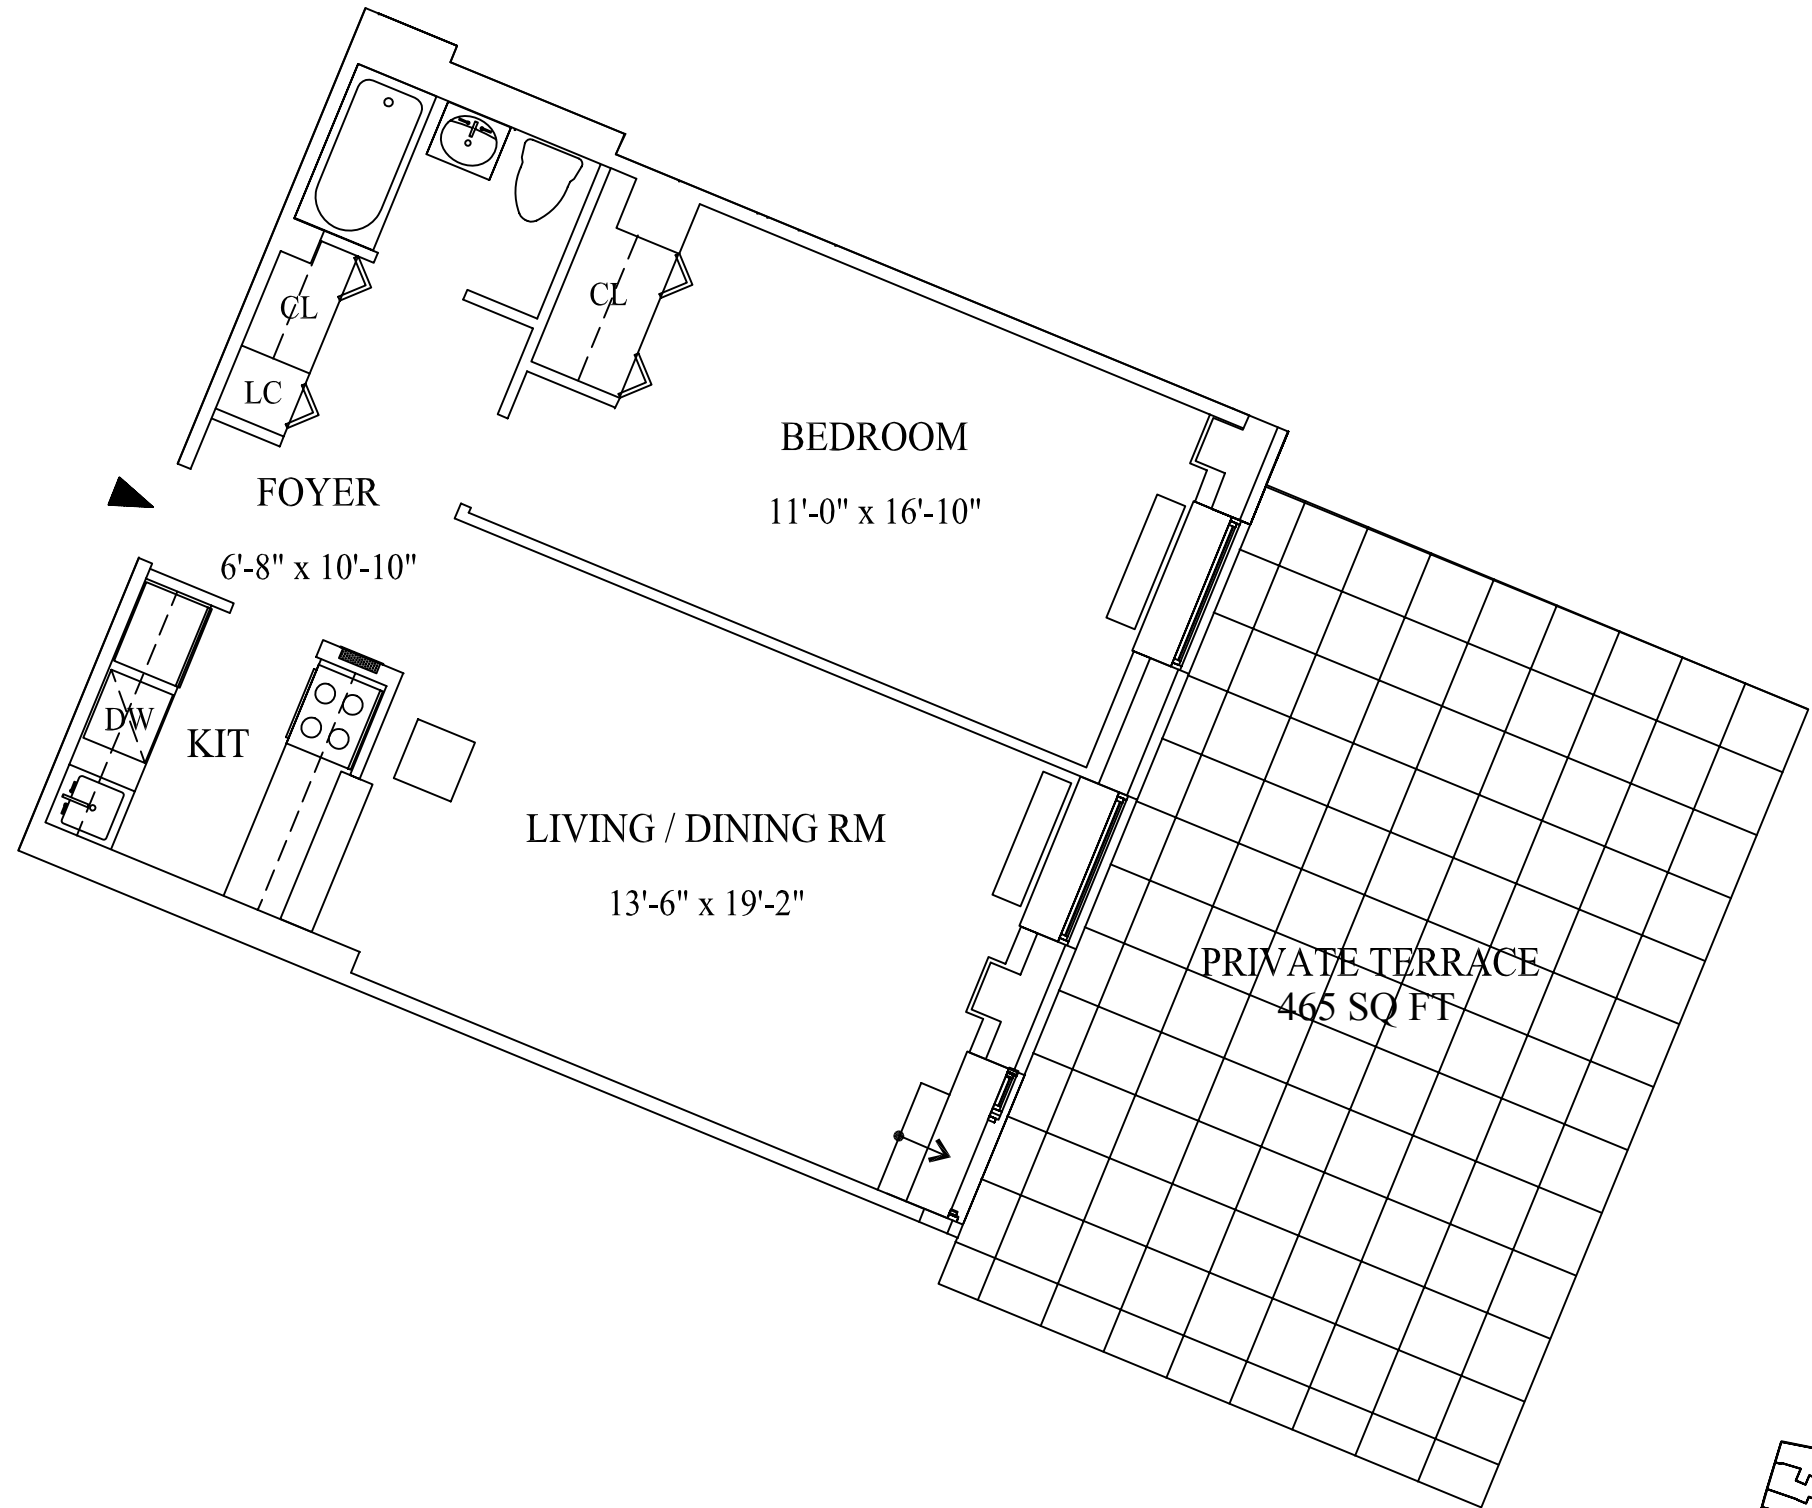 CL
CL
LC
BEDROOM
11'-0" x 16'-10"
FOYER
6'-8" x 10'-10"
DW
KIT
LIVING / DINING RM
13'-6" x 19'-2"
PRIVATE TERRACE
465 SQ FT